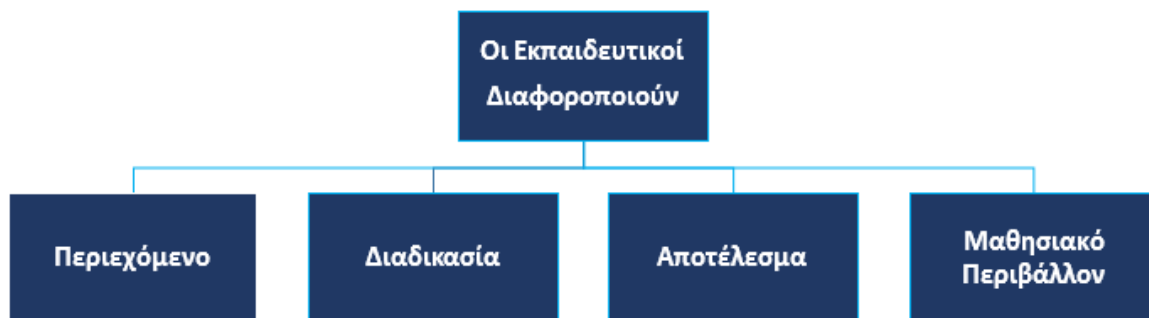 Οι Εκπαιδευτικοί
Διαφοροποιούν
Περιεχόμενο
Διαδικασία
Αποτέλεσμα
Μαθησιακό
Περιβάλλον